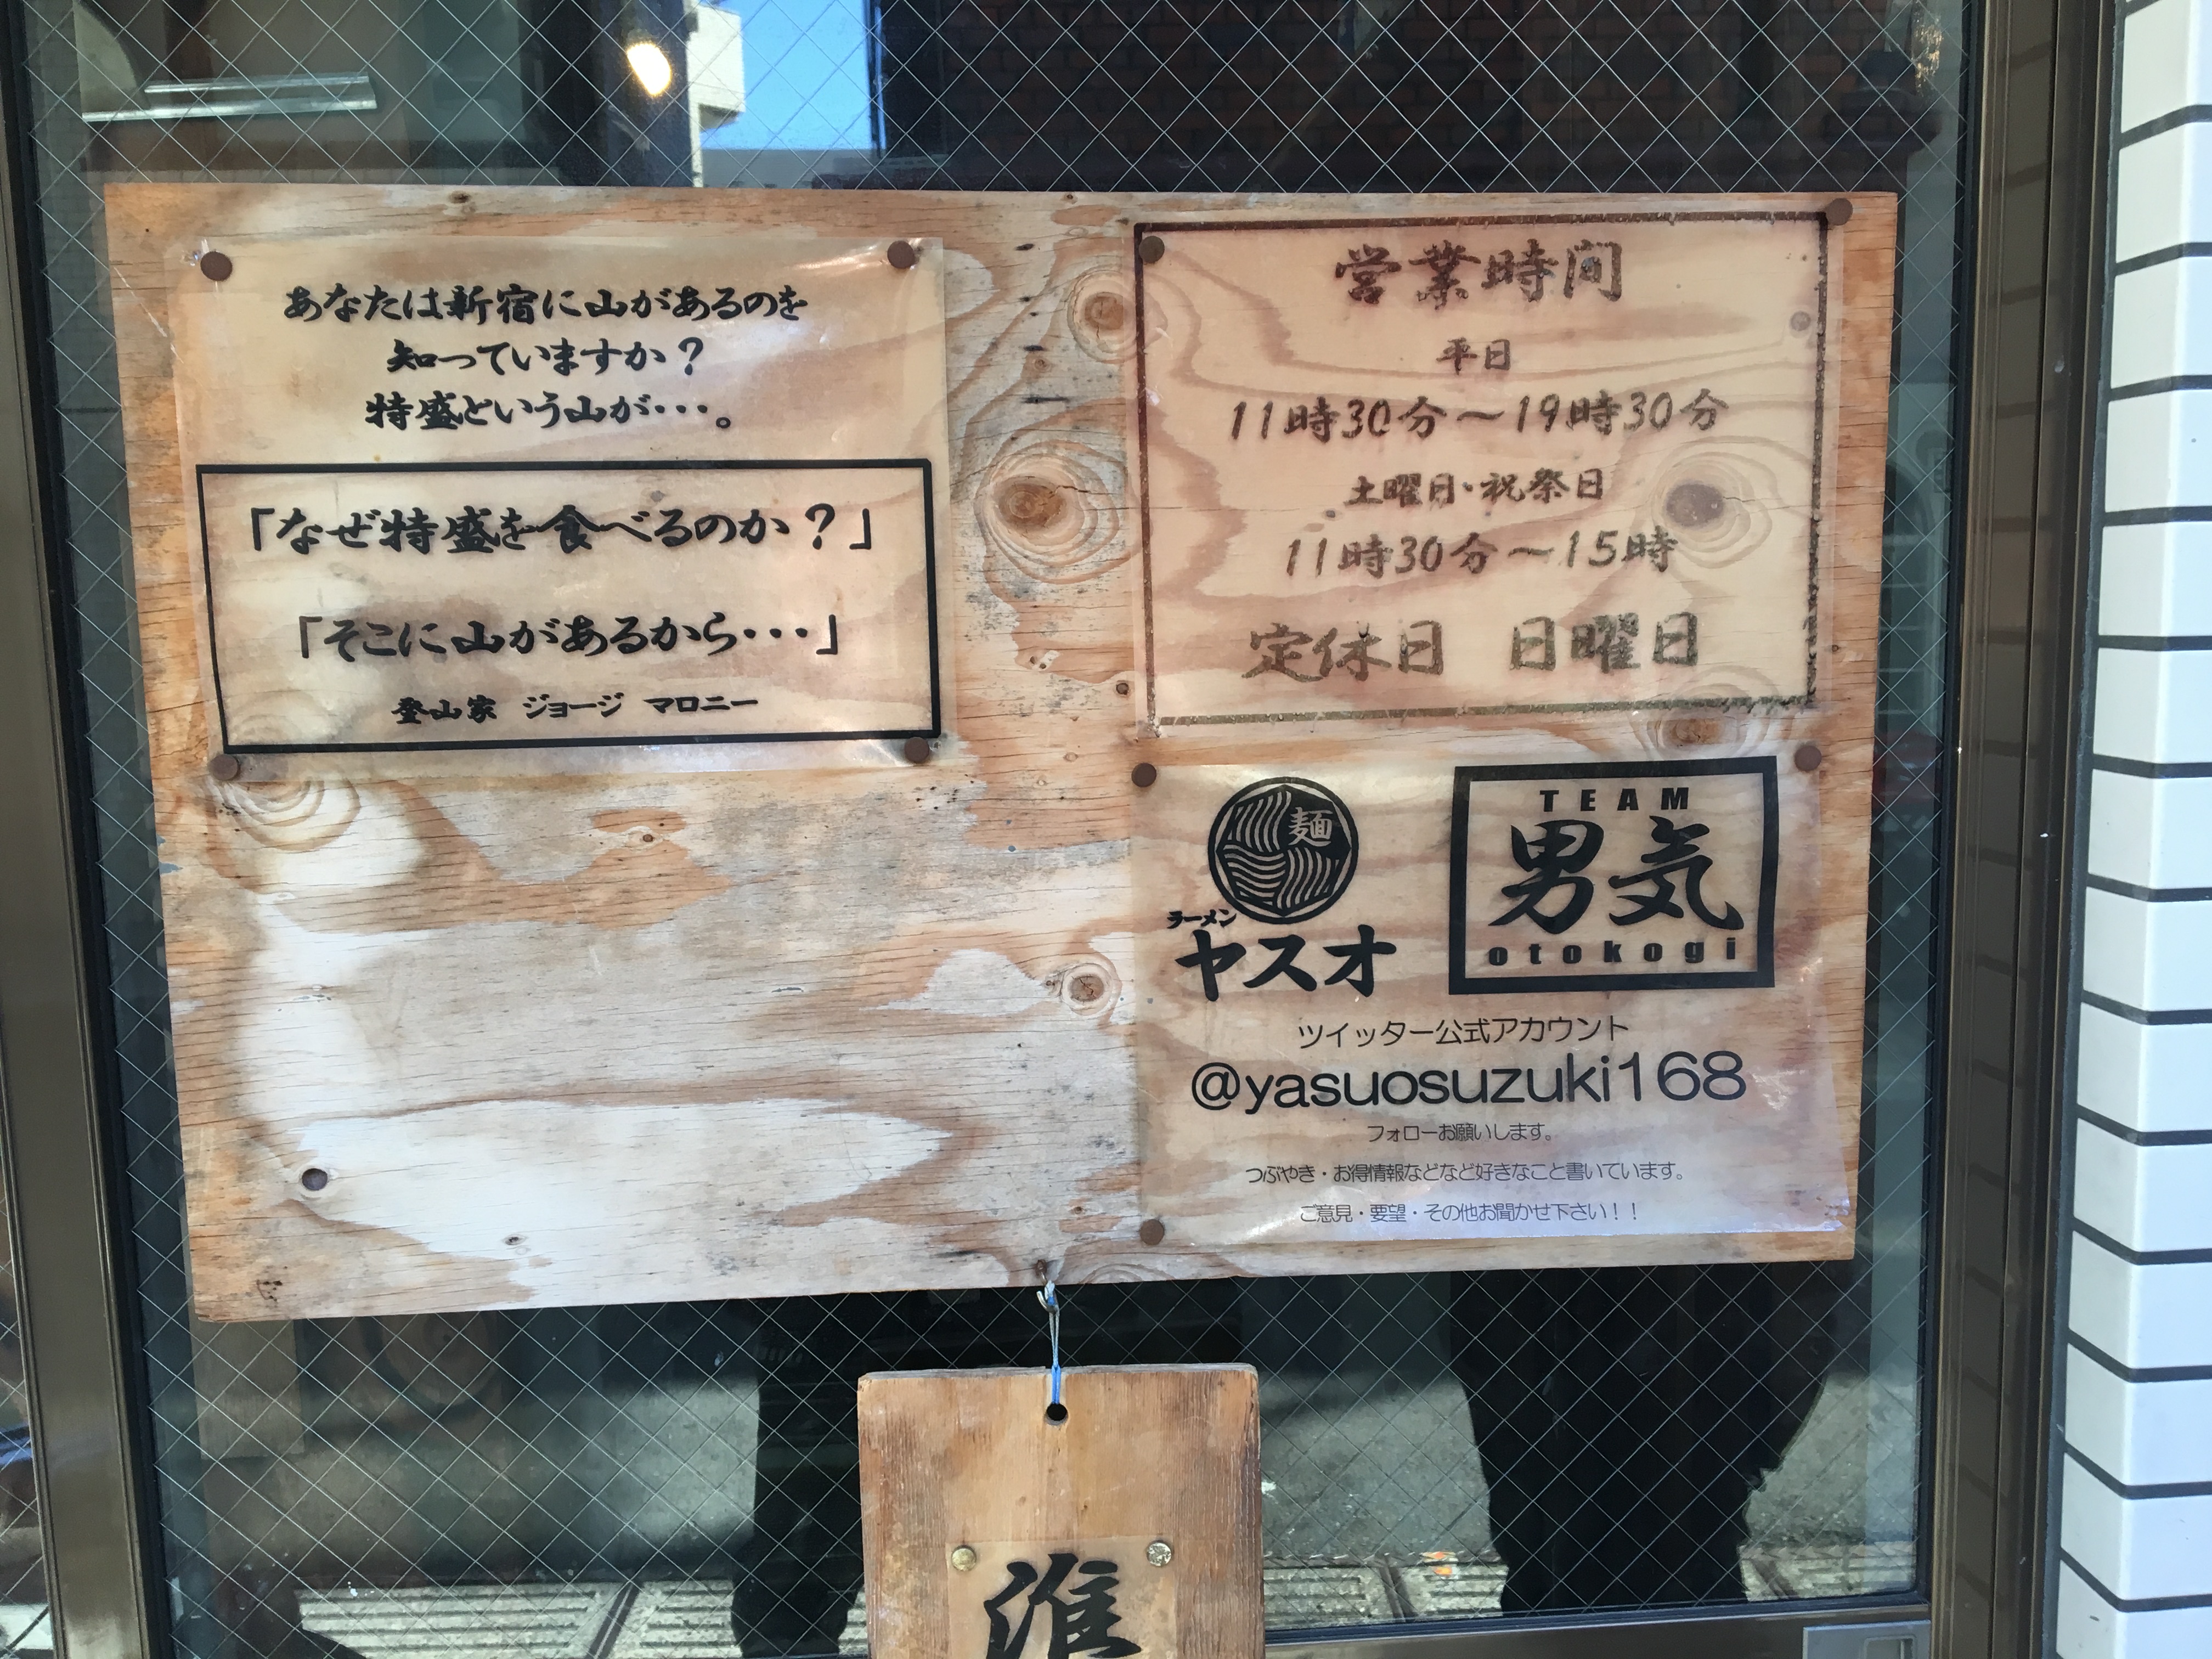 あなたは新宿に山があるのを
知っていますか？
特盛という山が・・・。
「なぜ特盛を食べるのか？」
「そこに山があるから・・・」
登山家 ジョージ マロニー
営業時間
平日
11時30分〜19時30分
土曜日・祝祭日
11時30分〜15時
定休日 日曜日
麺
ラーメン
ヤスオ
TEAM
男気
otokogi
ツイッター公式アカウント
@yasuosuzuki168
フォローお願いします。
つぶやき・お得情報などなど好きなこと書いています。
ご意見・要望・その他お聞かせ下さい！！